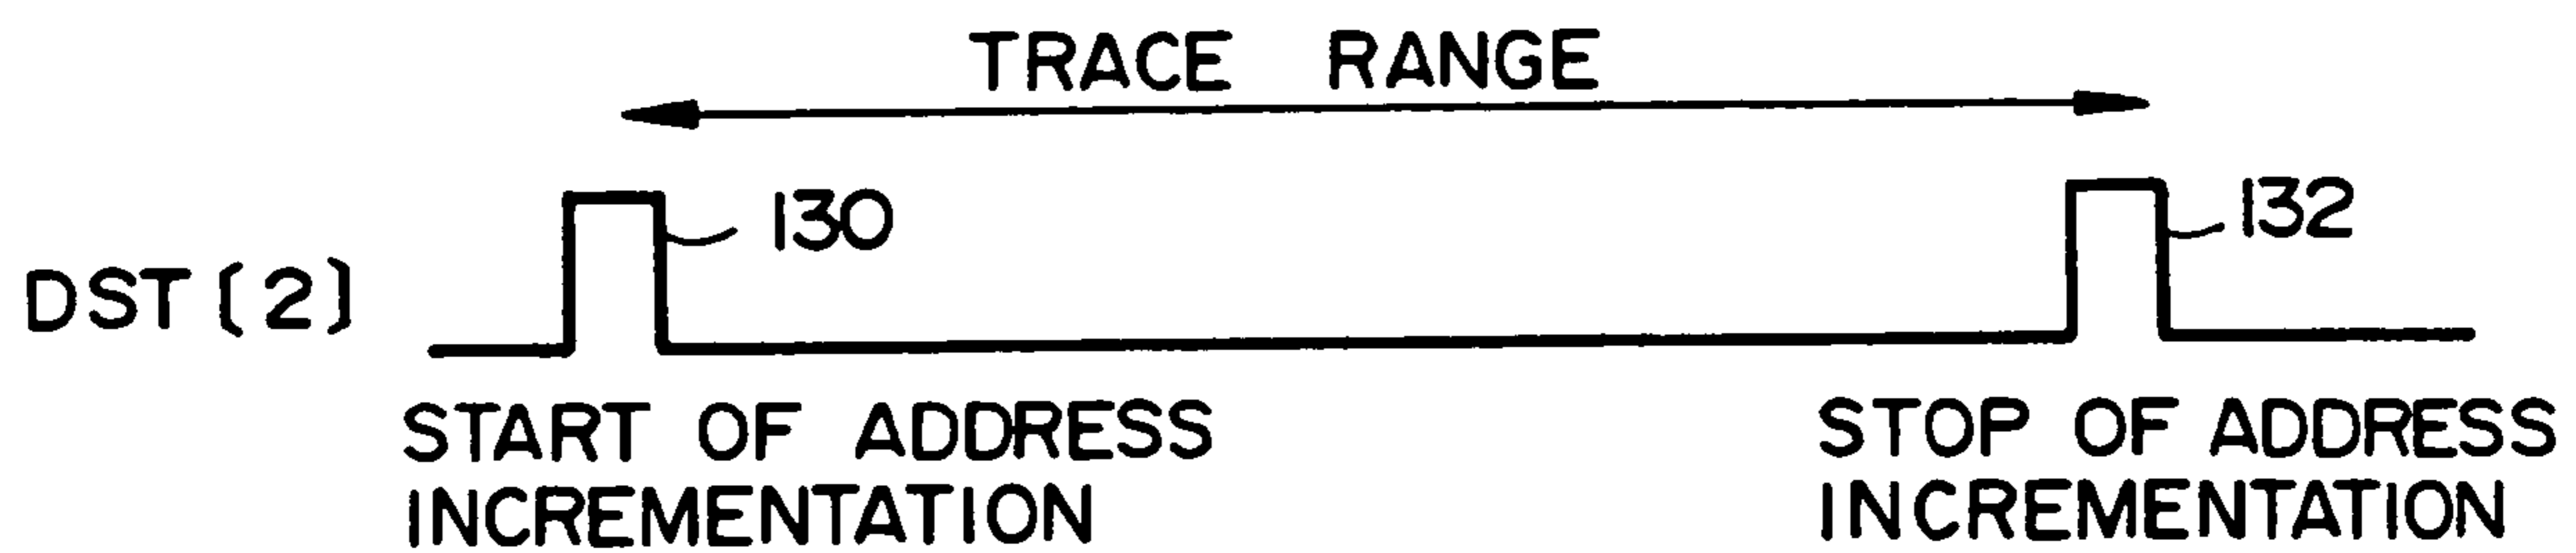 TRACE RANGE
130
132
DST [2]
START OF ADDRESS
INCREMENTATION
STOP OF ADDRESS
INCREMENTATION